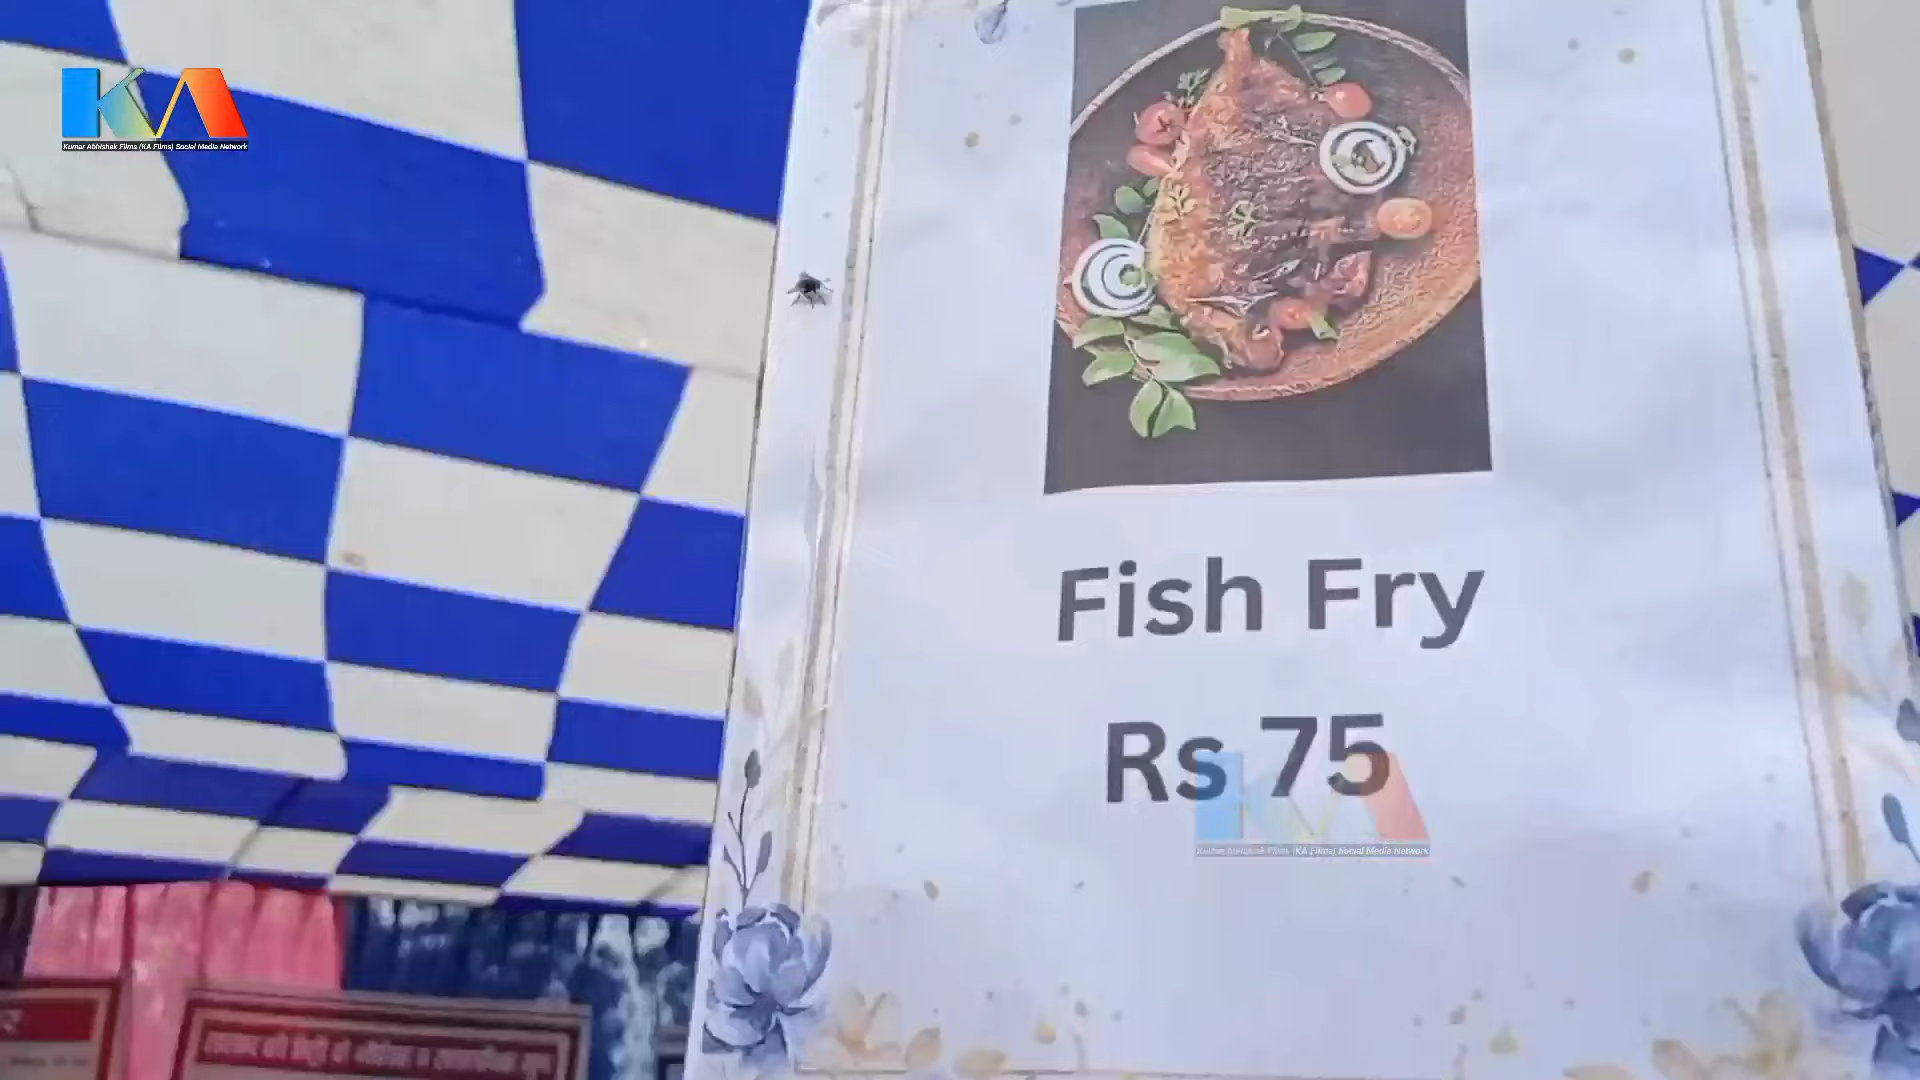 KA
Kumar Abhishek Films (KA Films) Social Media Network
Fish Fry
Rs 75
KA
Kumar Abhishek Films (KA Films) Social Media Network